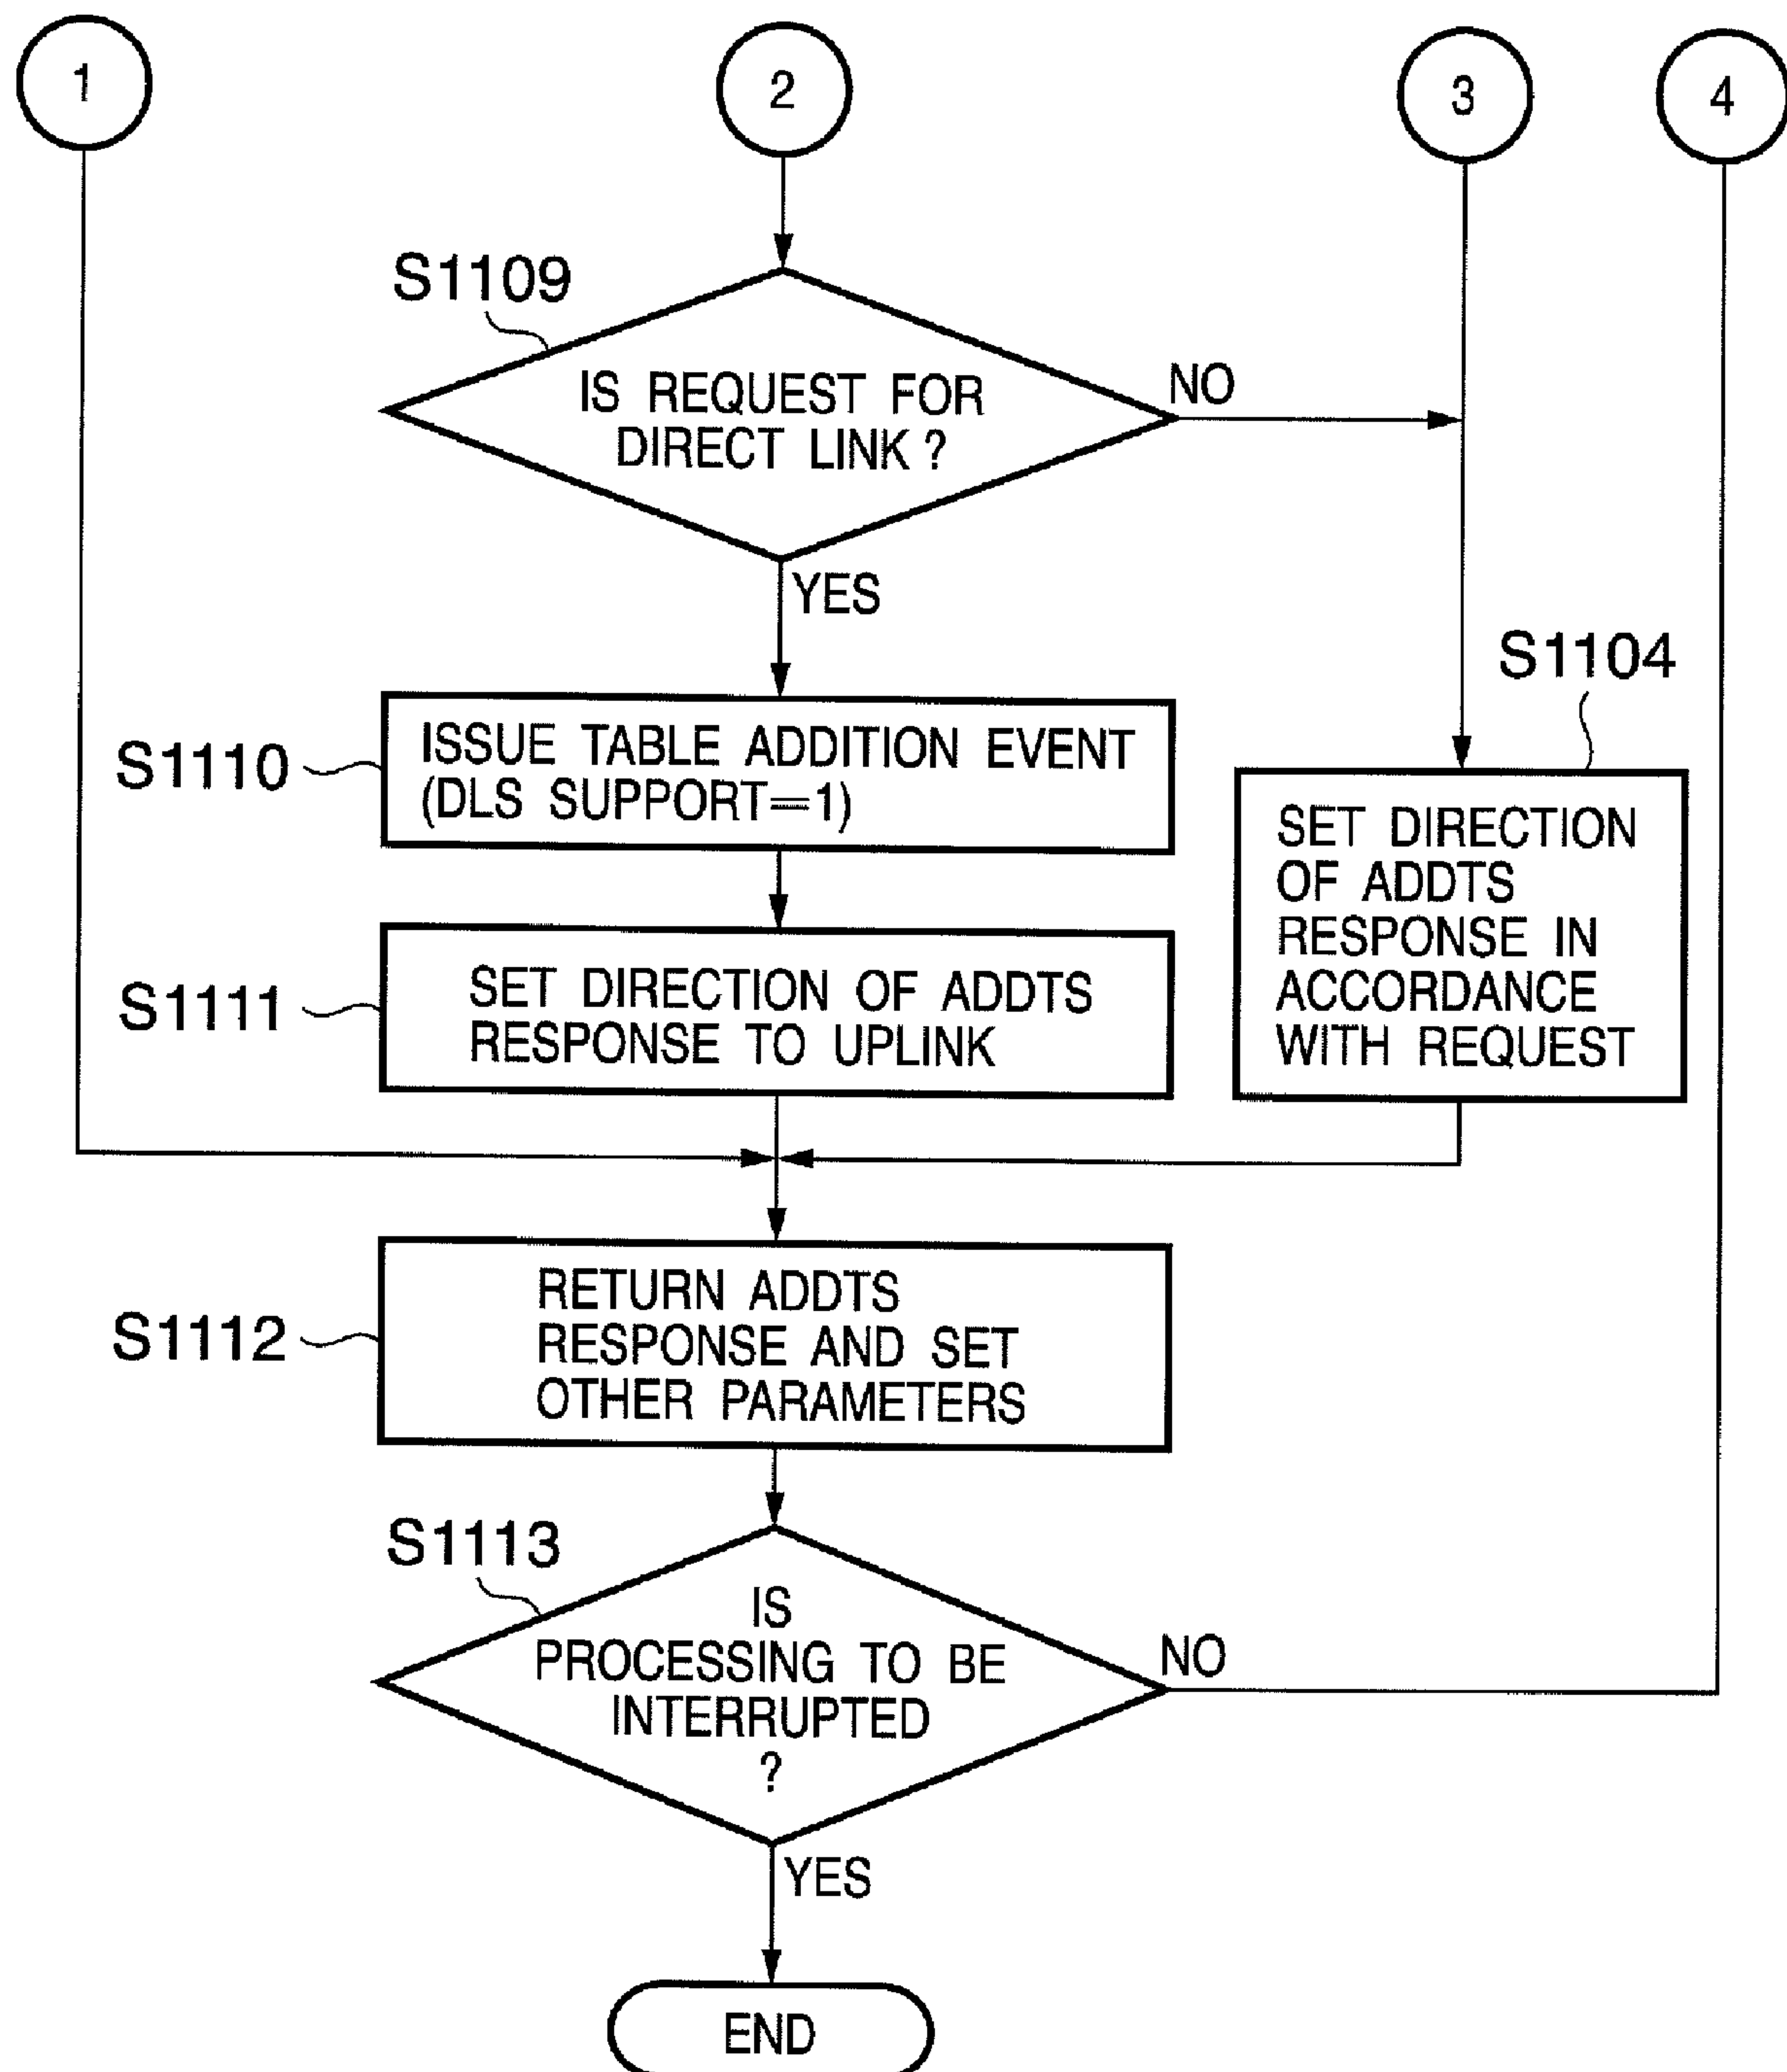 1
2
3
4
S1109
IS REQUEST FOR
DIRECT LINK ?
NO
YES
S1104
S1110
ISSUE TABLE ADDITION EVENT
(DLS SUPPORT=1)
SET DIRECTION
OF ADDTS
RESPONSE IN
ACCORDANCE
WITH REQUEST
S1111
SET DIRECTION OF ADDTS
RESPONSE TO UPLINK
S1112
RETURN ADDTS
RESPONSE AND SET
OTHER PARAMETERS
S1113
IS
PROCESSING TO BE
INTERRUPTED
?
NO
YES
END